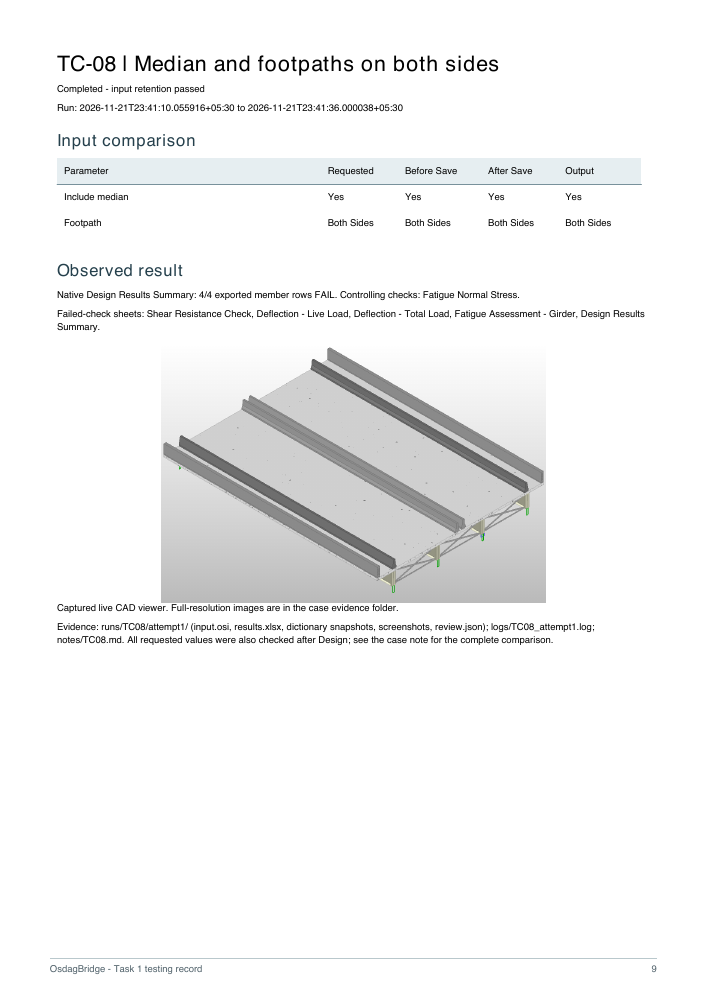 TC-08 | Median and footpaths on both sides
Completed - input retention passed
Run: 2026-11-21T23:41:10.055916+05:30 to 2026-11-21T23:41:36.000038+05:30
Input comparison
Parameter Requested Before Save After Save Output
Include median Yes Yes Yes Yes
Footpath Both Sides Both Sides Both Sides Both Sides
Observed result
Native Design Results Summary: 4/4 exported member rows FAIL. Controlling checks: Fatigue Normal Stress.
Failed-check sheets: Shear Resistance Check, Deflection - Live Load, Deflection - Total Load, Fatigue Assessment - Girder, Design Results
Summary.
Captured live CAD viewer. Full-resolution images are in the case evidence folder.
Evidence: runs/TC08/attempt1/ (input.osi, results.xlsx, dictionary snapshots, screenshots, review.json); logs/TC08_attempt1.log;
notes/TC08.md. All requested values were also checked after Design; see the case note for the complete comparison.
OsdagBridge - Task 1 testing record 9